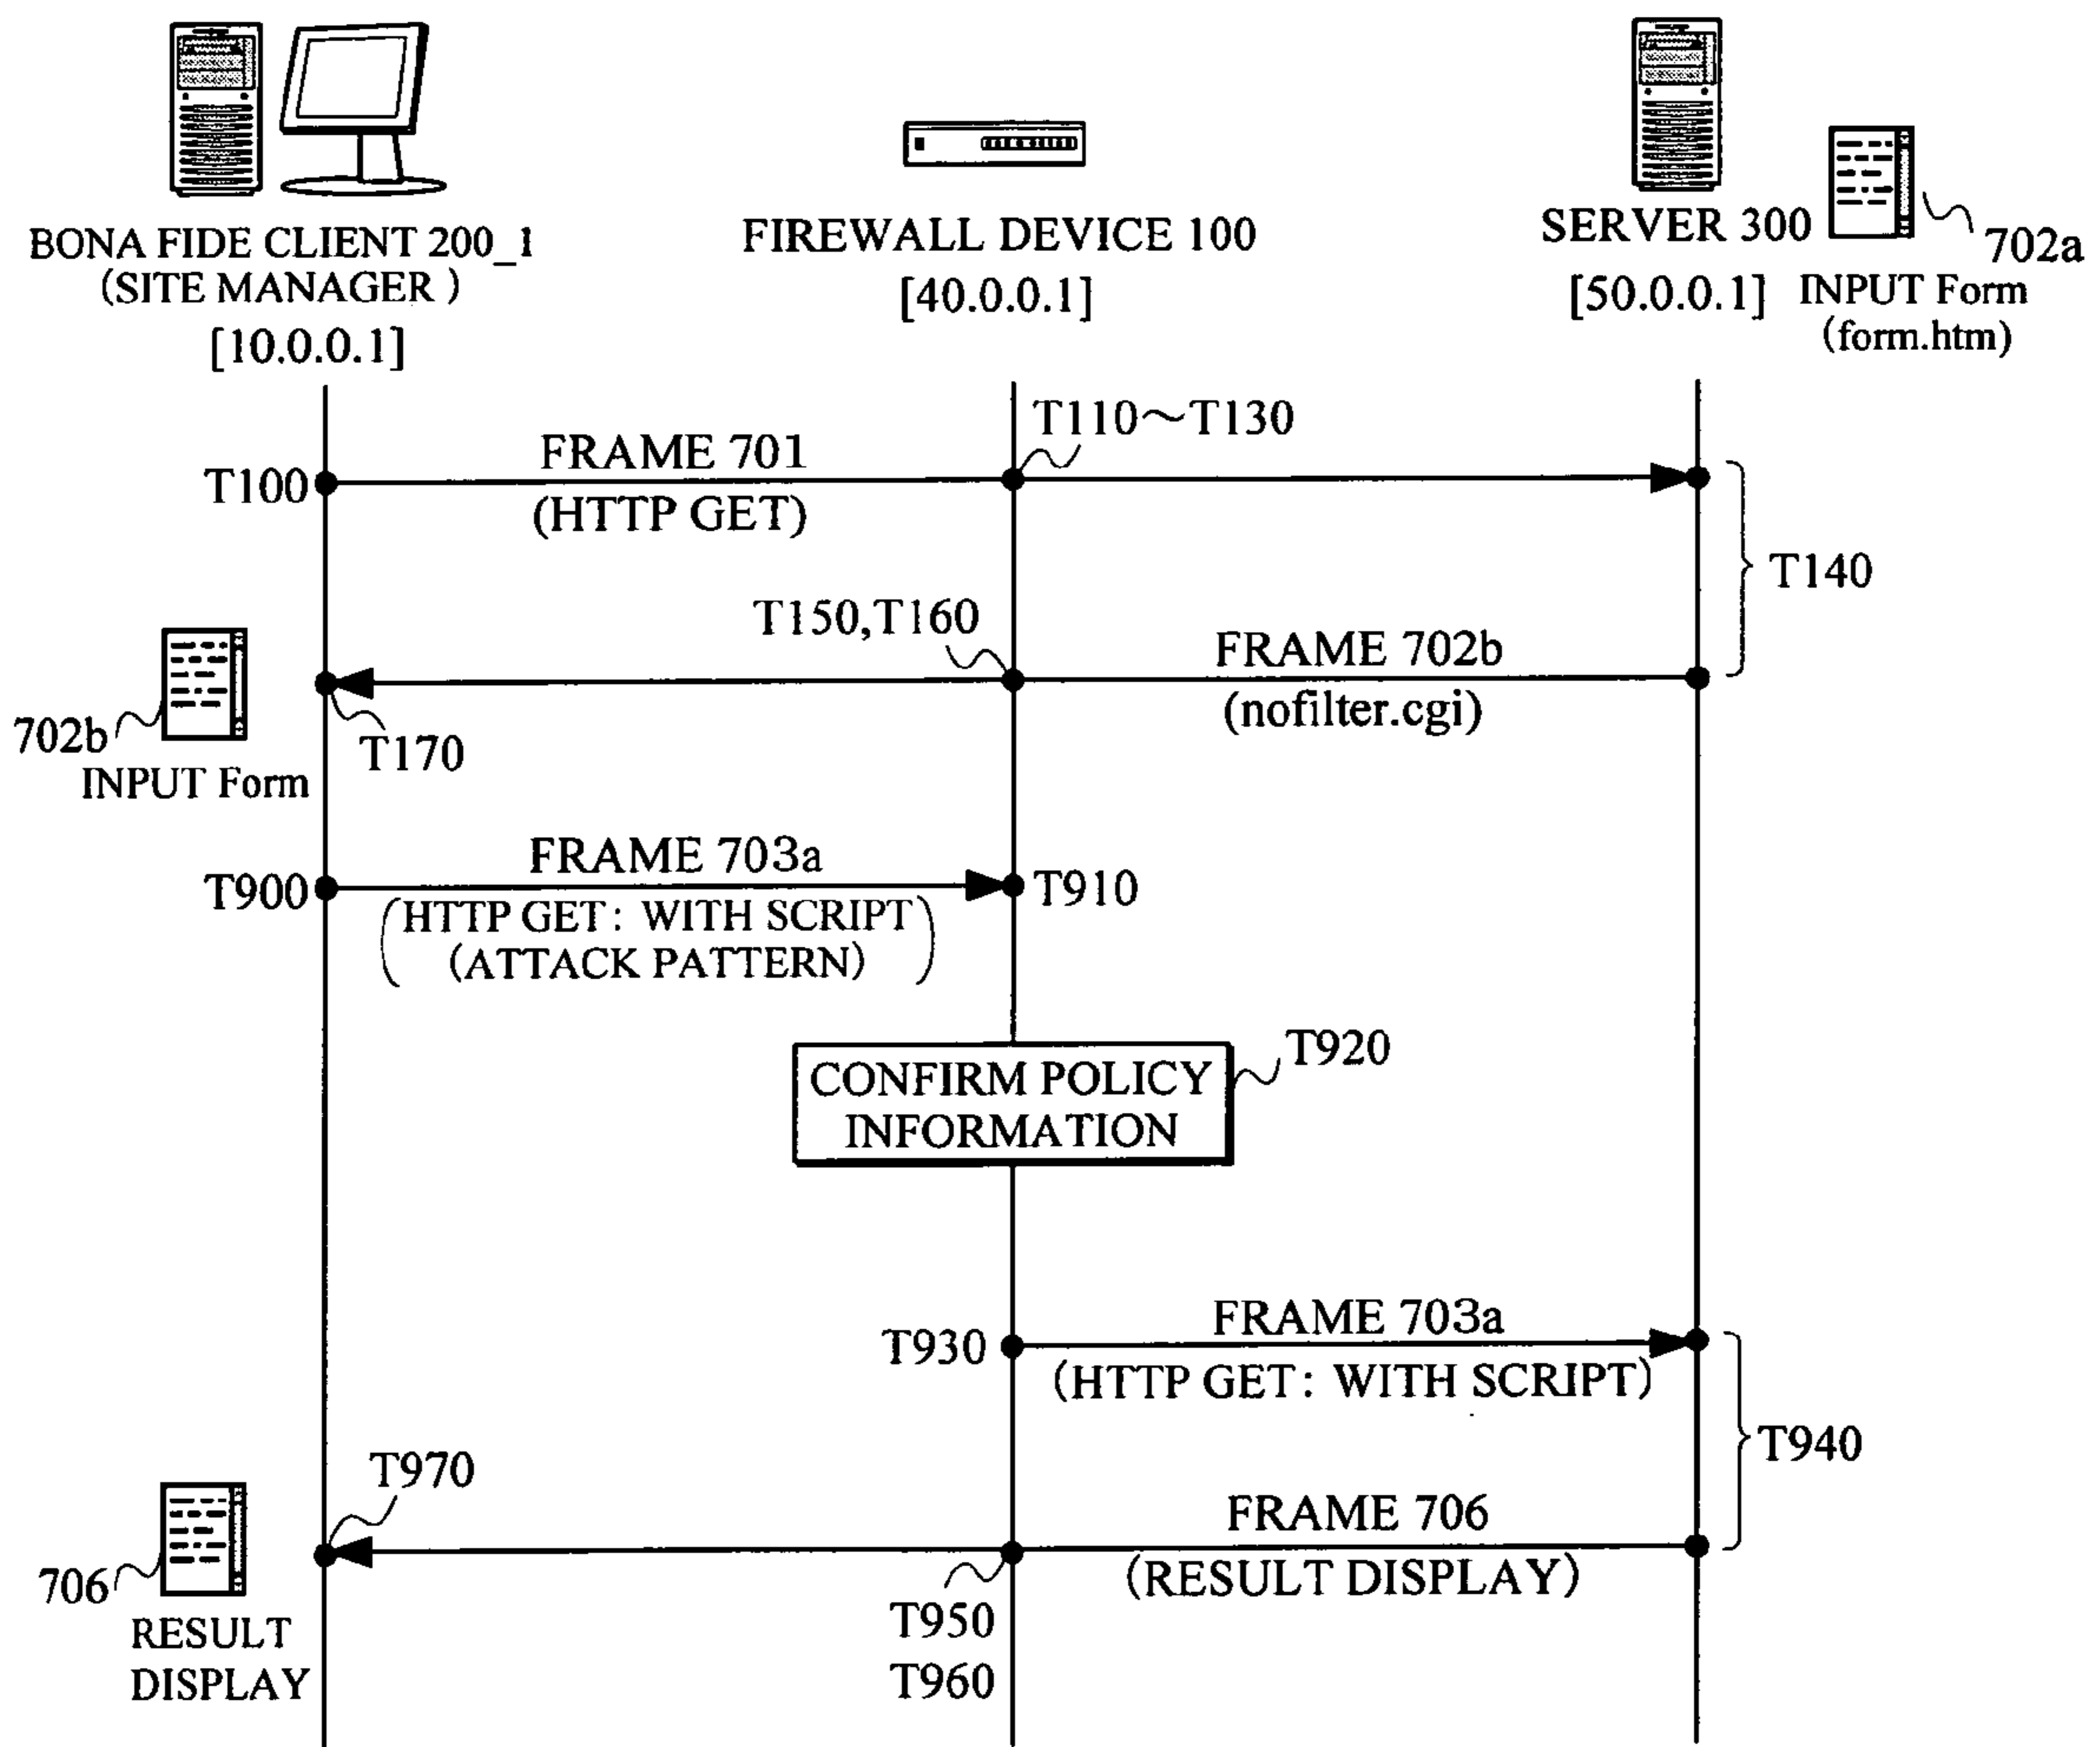 BONA FIDE CLIENT 200_1
(SITE MANAGER )
[10.0.0.1]
FIREWALL DEVICE 100
[40.0.0.1]
SERVER 300
[50.0.0.1]
702a
INPUT Form
(form.htm)
T110～T130
FRAME 701
T100
(HTTP GET)
T140
T150,T160
FRAME 702b
(nofilter.cgi)
702b
INPUT Form
T170
FRAME 703a
T900
T910
(HTTP GET: WITH SCRIPT
(ATTACK PATTERN))
T920
CONFIRM POLICY
INFORMATION
FRAME 703a
T930
(HTTP GET: WITH SCRIPT)
T940
T970
FRAME 706
(RESULT DISPLAY)
706
RESULT
DISPLAY
T950
T960